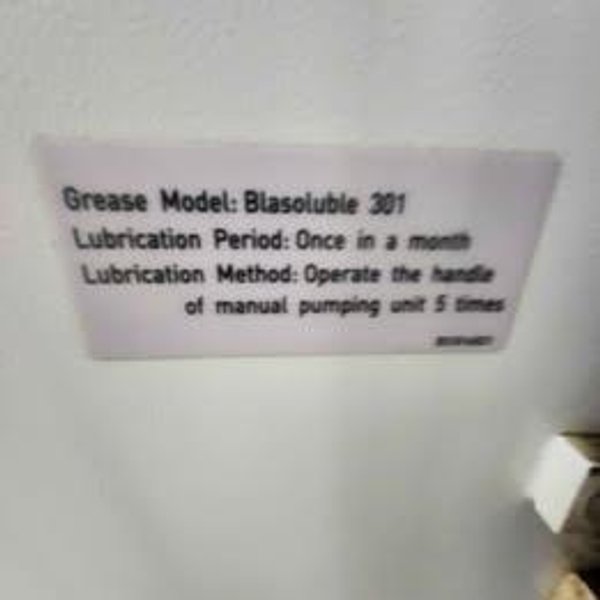 Grease Model: Blasoluble 301
Lubrication Period: Once in a month
Lubrication Method: Operate the handle
of manual pumping unit 5 times